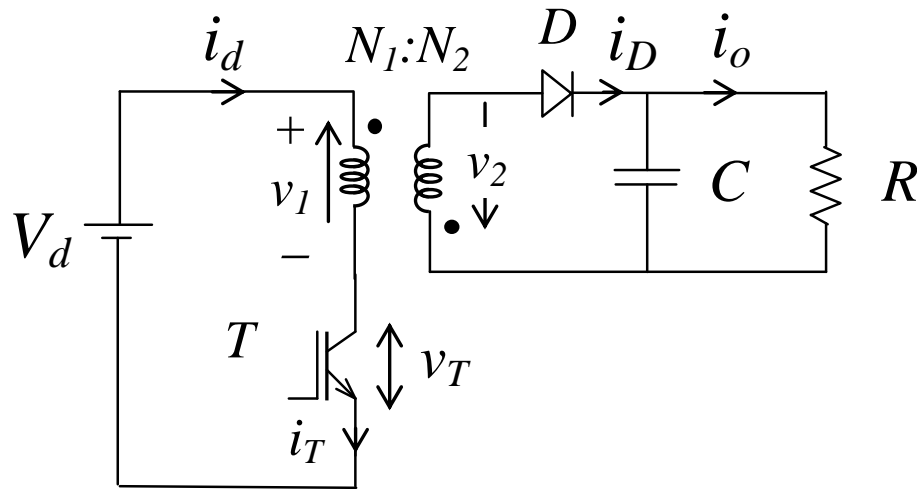 i_d
N_1:N_2
D
i_D
i_o
+
v_1
–
v_2
C
R
V_d
T
v_T
i_T